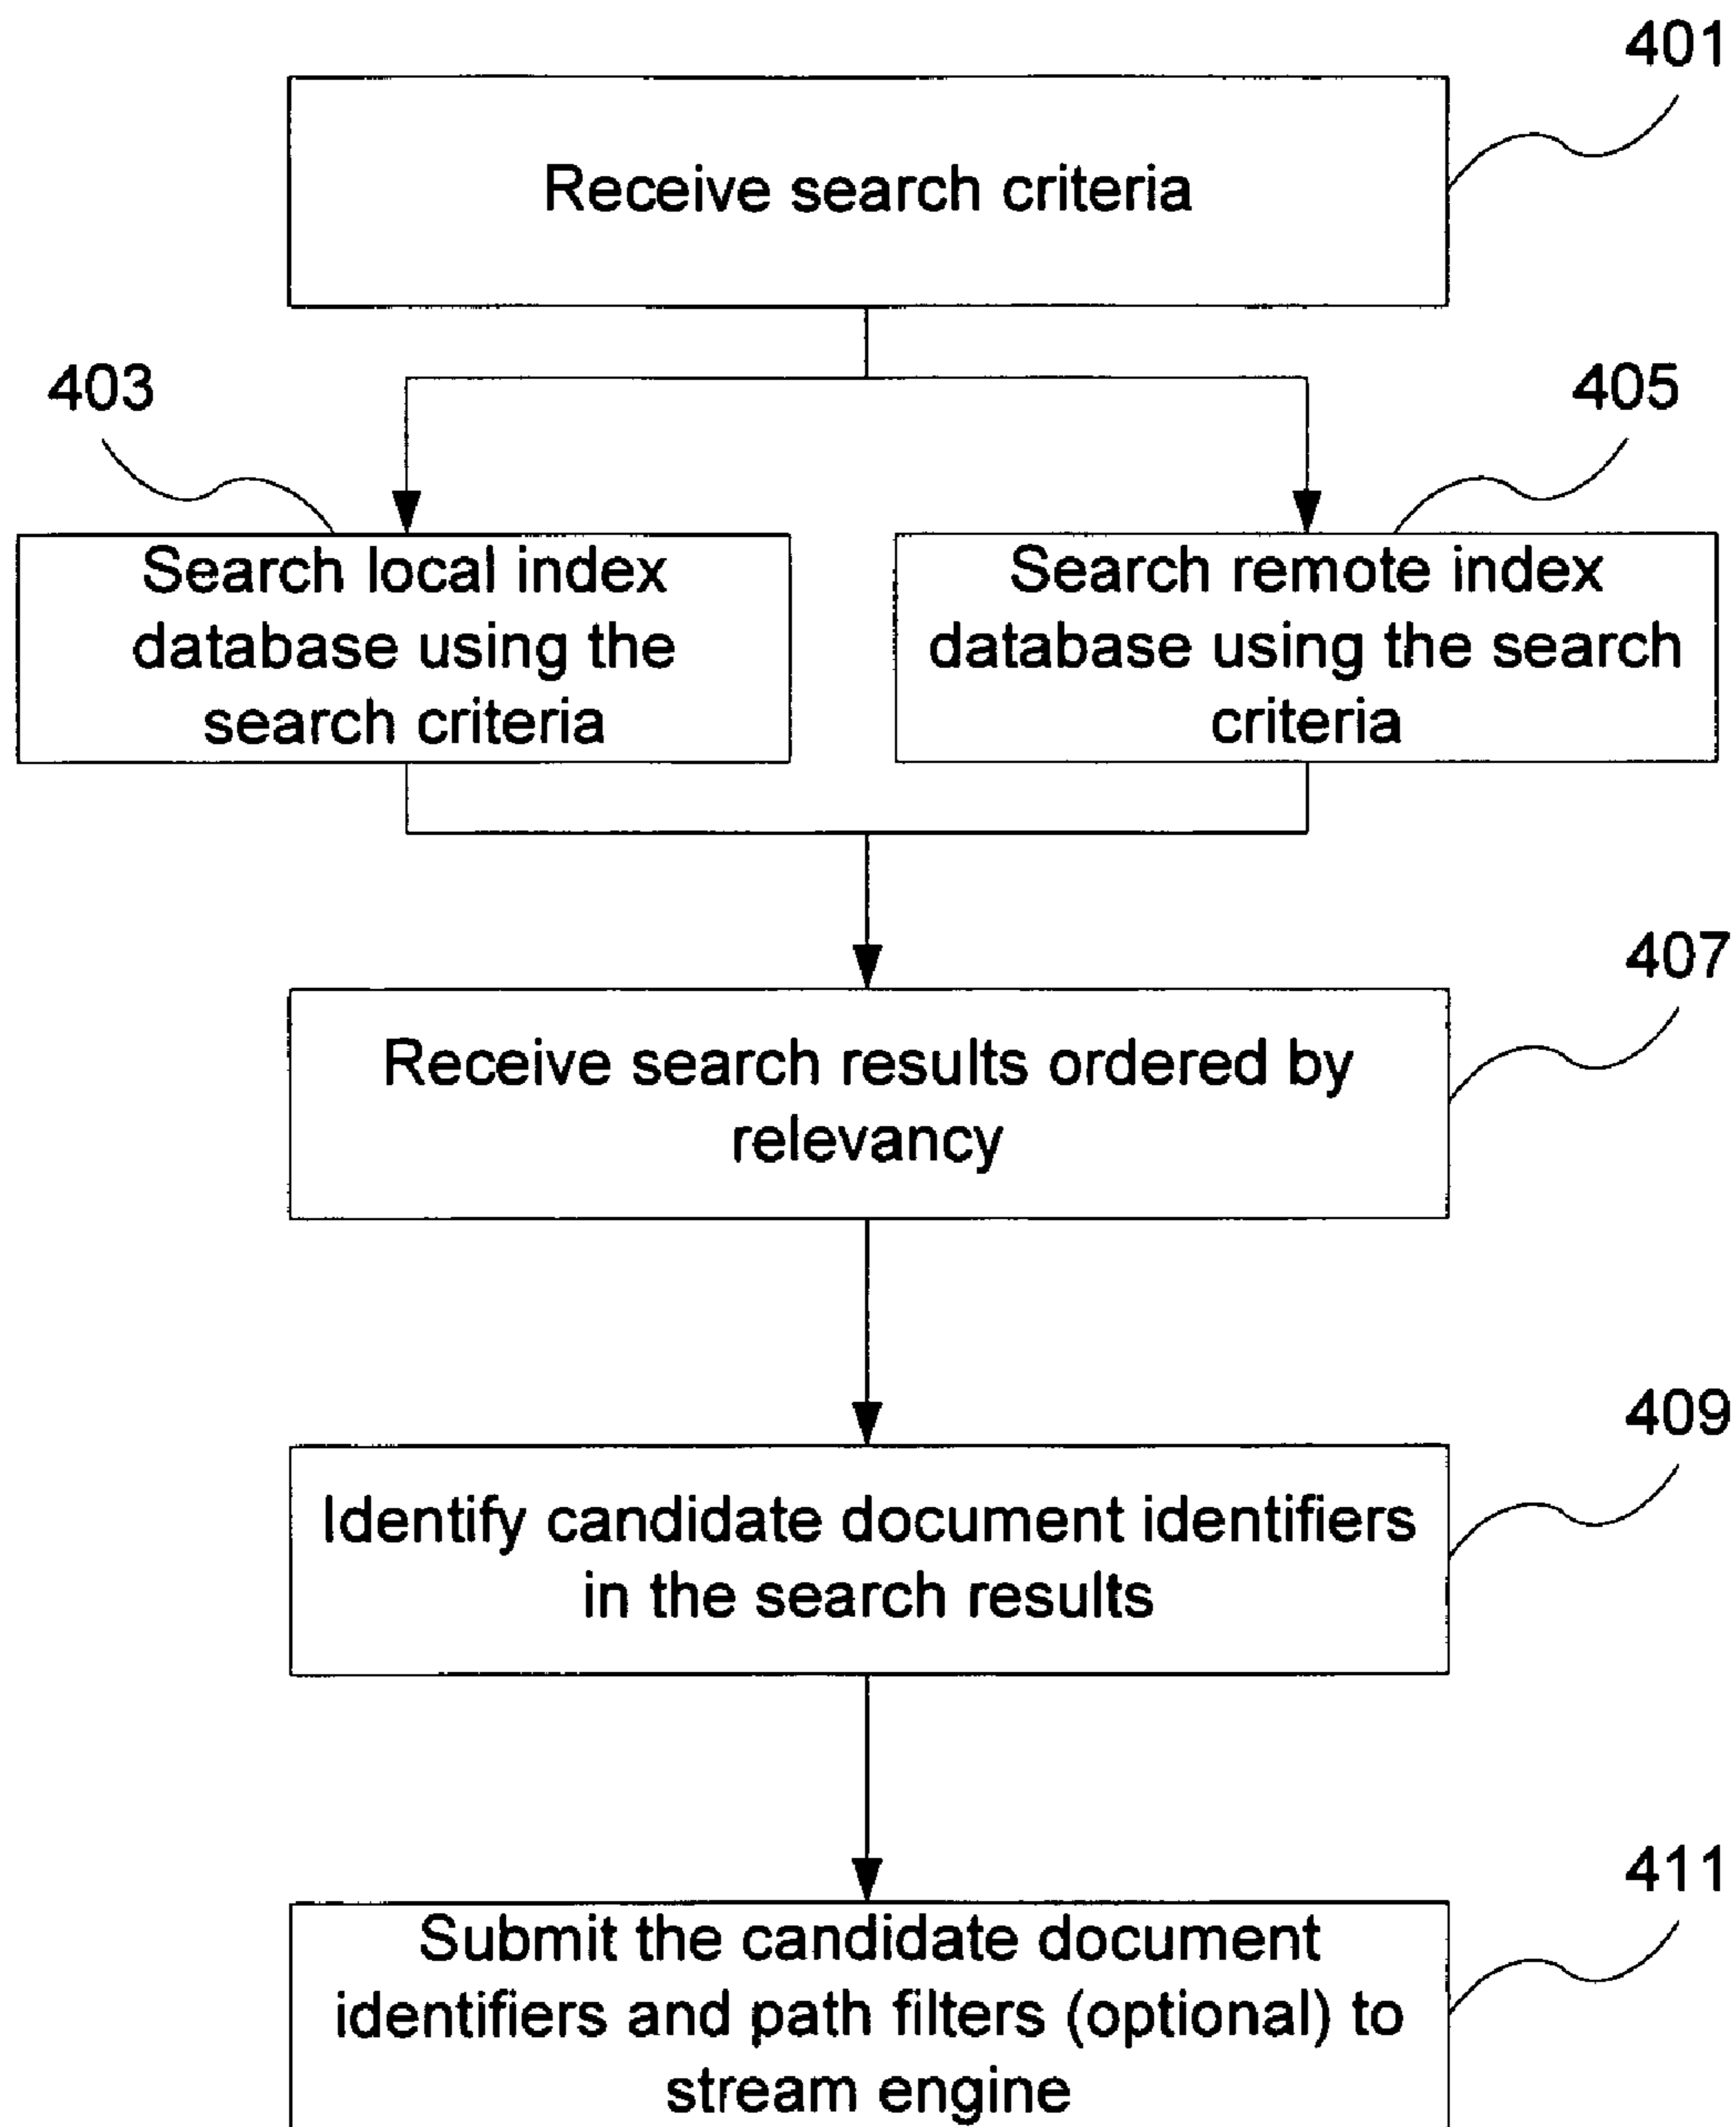 401
Receive search criteria
403
405
Search local index
database using the
search criteria
Search remote index
database using the search
criteria
407
Receive search results ordered by
relevancy
409
Identify candidate document identifiers
in the search results
411
Submit the candidate document
identifiers and path filters (optional) to
stream engine